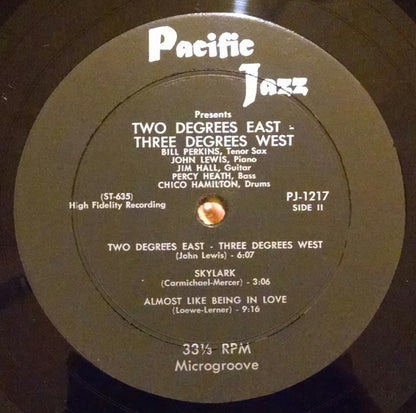 Pacific
Jazz
Presents
TWO DEGREES EAST -
THREE DEGREES WEST
BILL PERKINS, Tenor Sax
JOHN LEWIS, Piano
JIM HALL, Guitar
PERCY HEATH, Bass
CHICO HAMILTON, Drums
(ST-635)
High Fidelity Recording
PJ-1217
SIDE II
TWO DEGREES EAST - THREE DEGREES WEST
(John Lewis) - 6:07
SKYLARK
(Carmichael-Mercer) - 3:06
ALMOST LIKE BEING IN LOVE
(Loewe-Lerner) - 9:16
33⅓ RPM
Microgroove